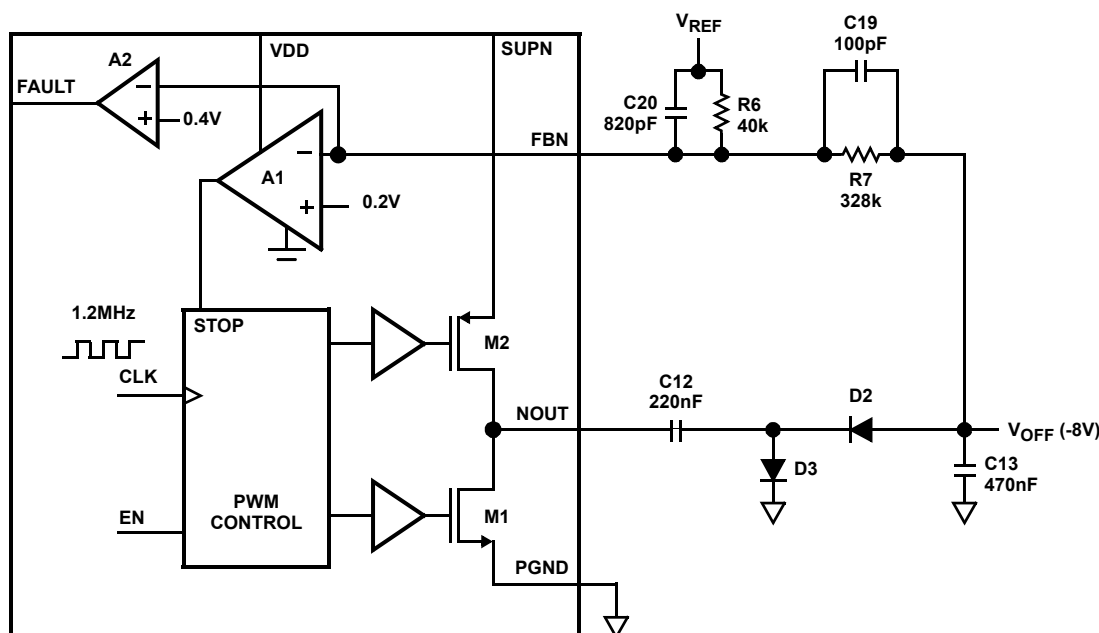 VREF
C19
100pF
A2
VDD
SUPN
FAULT
−
+
0.4V
C20
820pF
R6
40k
FBN
−
A1
+
0.2V
R7
328k
1.2MHz
STOP
M2
CLK
C12
220nF
D2
NOUT
VOFF (-8V)
D3
C13
470nF
EN
PWM
CONTROL
M1
PGND